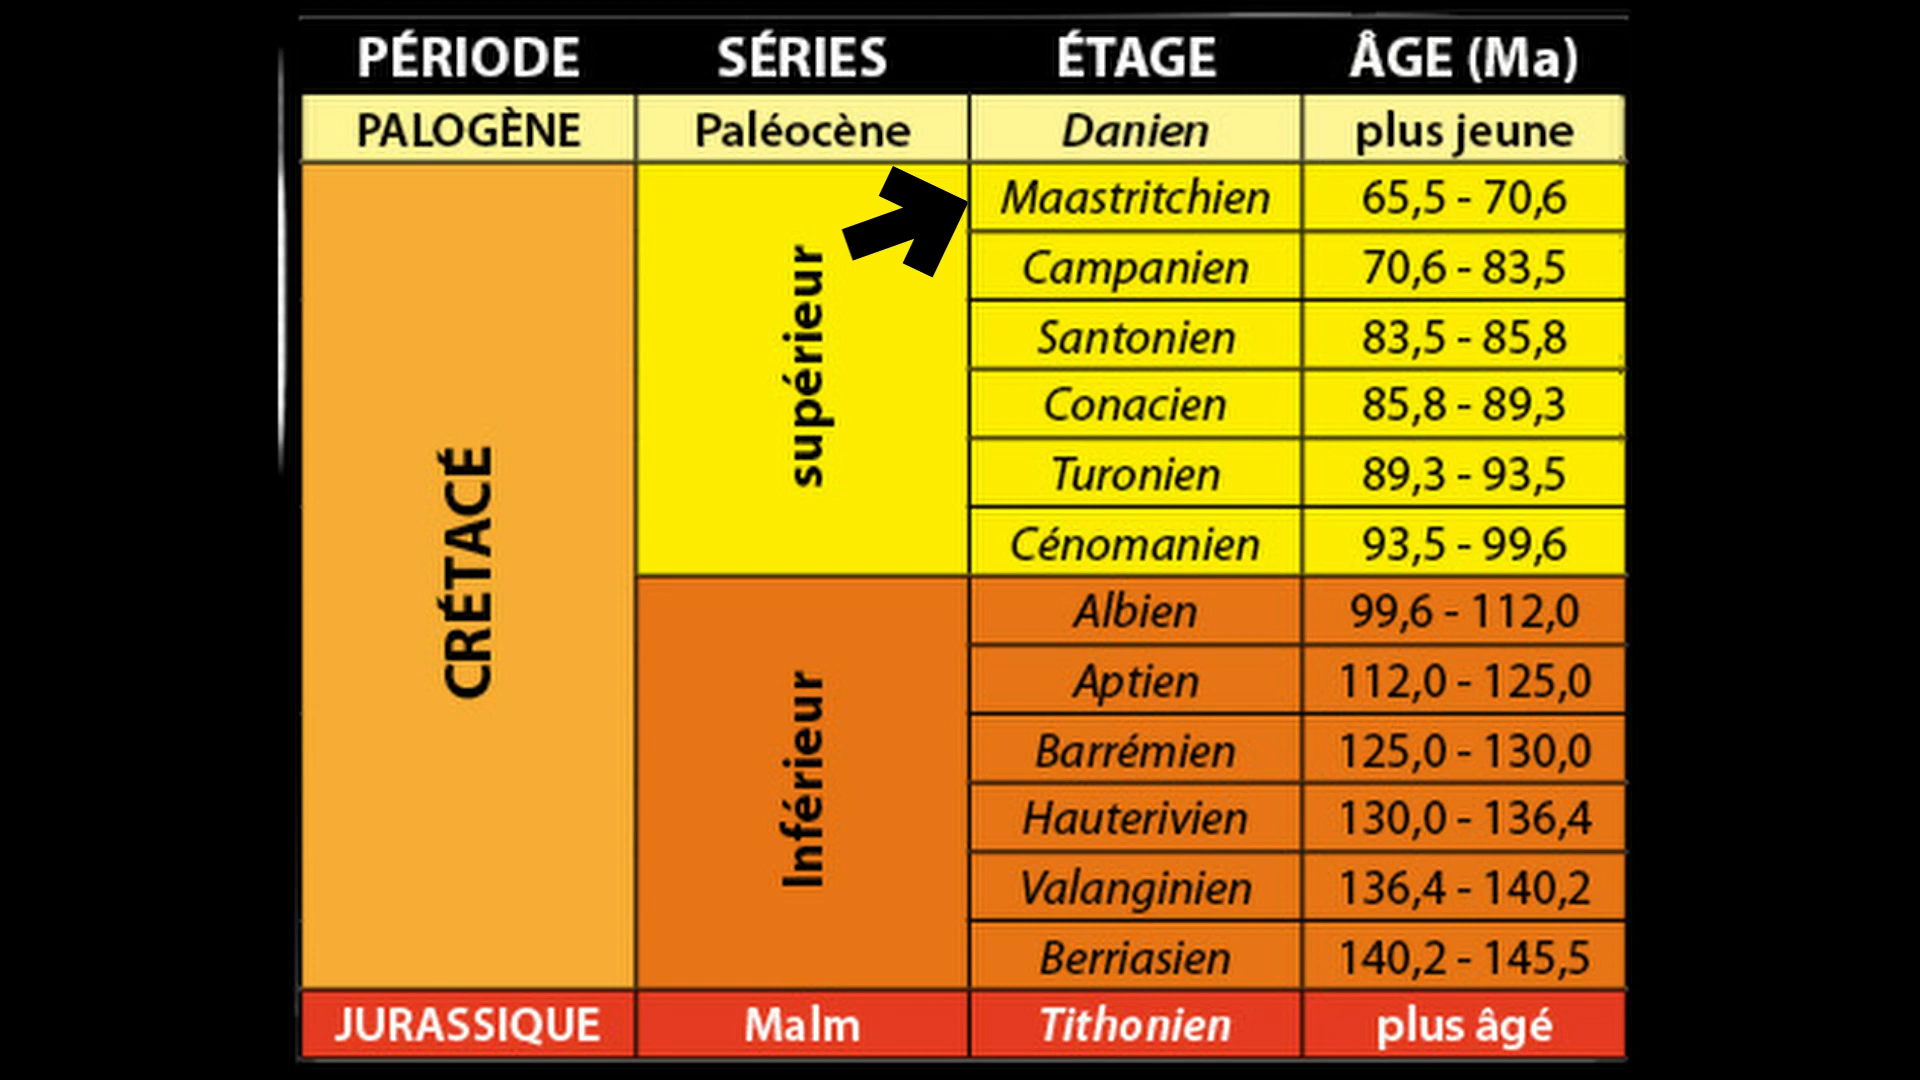 PÉRIODE SÉRIES ÉTAGE ÂGE (Ma)
PALOGÈNE Paléocène Danien plus jeune
CRÉTACÉ
supérieur
Maastritchien 65,5 - 70,6
Campanien 70,6 - 83,5
Santonien 83,5 - 85,8
Conacien 85,8 - 89,3
Turonien 89,3 - 93,5
Cénomanien 93,5 - 99,6
Inférieur
Albien 99,6 - 112,0
Aptien 112,0 - 125,0
Barrémien 125,0 - 130,0
Hauterivien 130,0 - 136,4
Valanginien 136,4 - 140,2
Berriasien 140,2 - 145,5
JURASSIQUE Malm Tithonien plus âgé